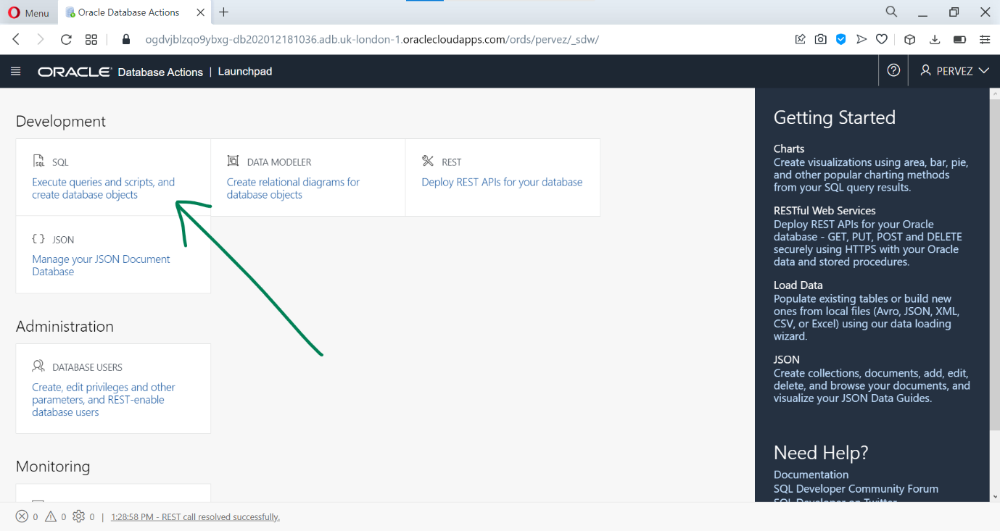 Menu
Oracle Database Actions
ogdvjblzqo9ybxg-db202012181036.adb.uk-london-1.oraclecloudapps.com/ords/pervez/_sdw/
ORACLE Database Actions | Launchpad
PERVEZ
Development
SQL
Execute queries and scripts, and
create database objects
DATA MODELER
Create relational diagrams for
database objects
REST
Deploy REST APIs for your database
{ } JSON
Manage your JSON Document
Database
Administration
DATABASE USERS
Create, edit privileges and other
parameters, and REST-enable
database users
Monitoring
Getting Started
Charts
Create visualizations using area, bar, pie,
and other popular charting methods
from your SQL query results.
RESTful Web Services
Deploy REST APIs for your Oracle
database - GET, PUT, POST and DELETE
securely using HTTPS with your Oracle
data and stored procedures.
Load Data
Populate existing tables or build new
ones from local files (Avro, JSON, XML,
CSV, or Excel) using our data loading
wizard.
JSON
Create collections, documents, add, edit,
delete, and browse your documents, and
visualize your JSON Data Guides.
Need Help?
Documentation
SQL Developer Community Forum
SQL Developer on Twitter
0 0 0 | 1:28:58 PM - REST call resolved successfully.